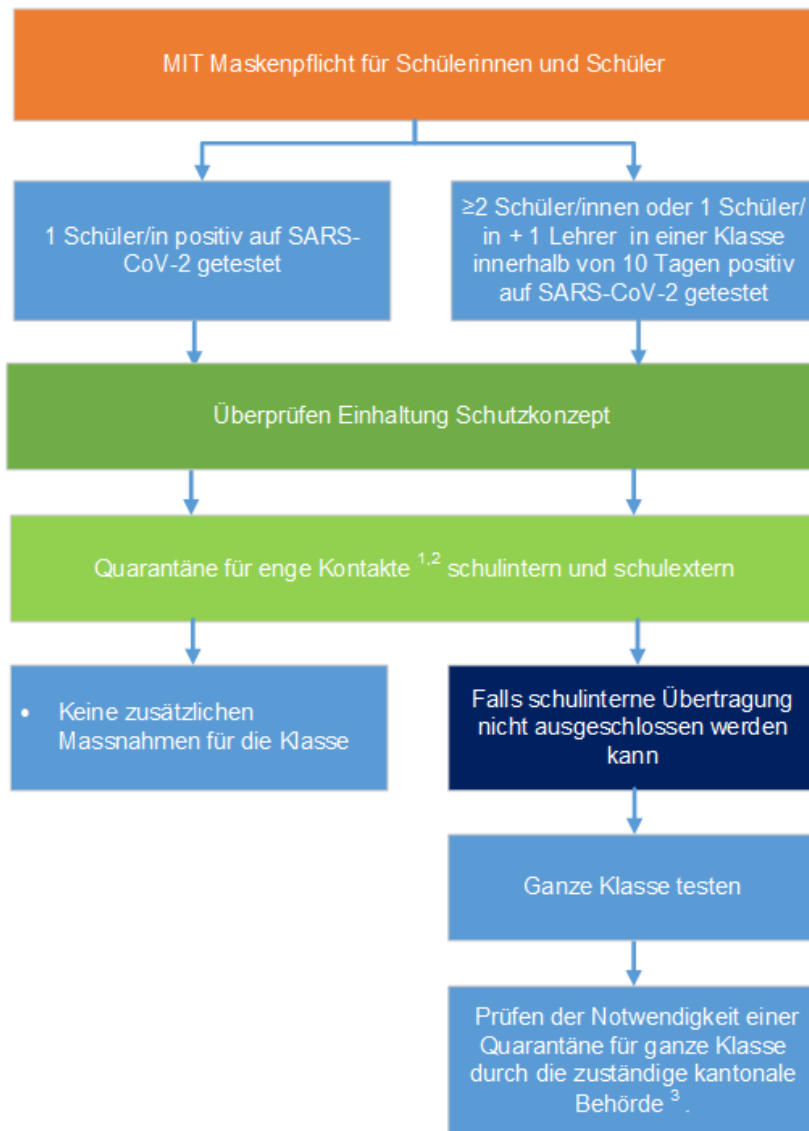 MIT Maskenpflicht für Schülerinnen und Schüler
1 Schüler/in positiv auf SARS-
CoV-2 getestet
≥2 Schüler/innen oder 1 Schüler/
in + 1 Lehrer in einer Klasse
innerhalb von 10 Tagen positiv
auf SARS-CoV-2 getestet
Überprüfen Einhaltung Schutzkonzept
Quarantäne für enge Kontakte 1,2 schulintern und schulextern
• Keine zusätzlichen
Massnahmen für die Klasse
Falls schulinterne Übertragung
nicht ausgeschlossen werden
kann
Ganze Klasse testen
Prüfen der Notwendigkeit einer
Quarantäne für ganze Klasse
durch die zuständige kantonale
Behörde 3 .